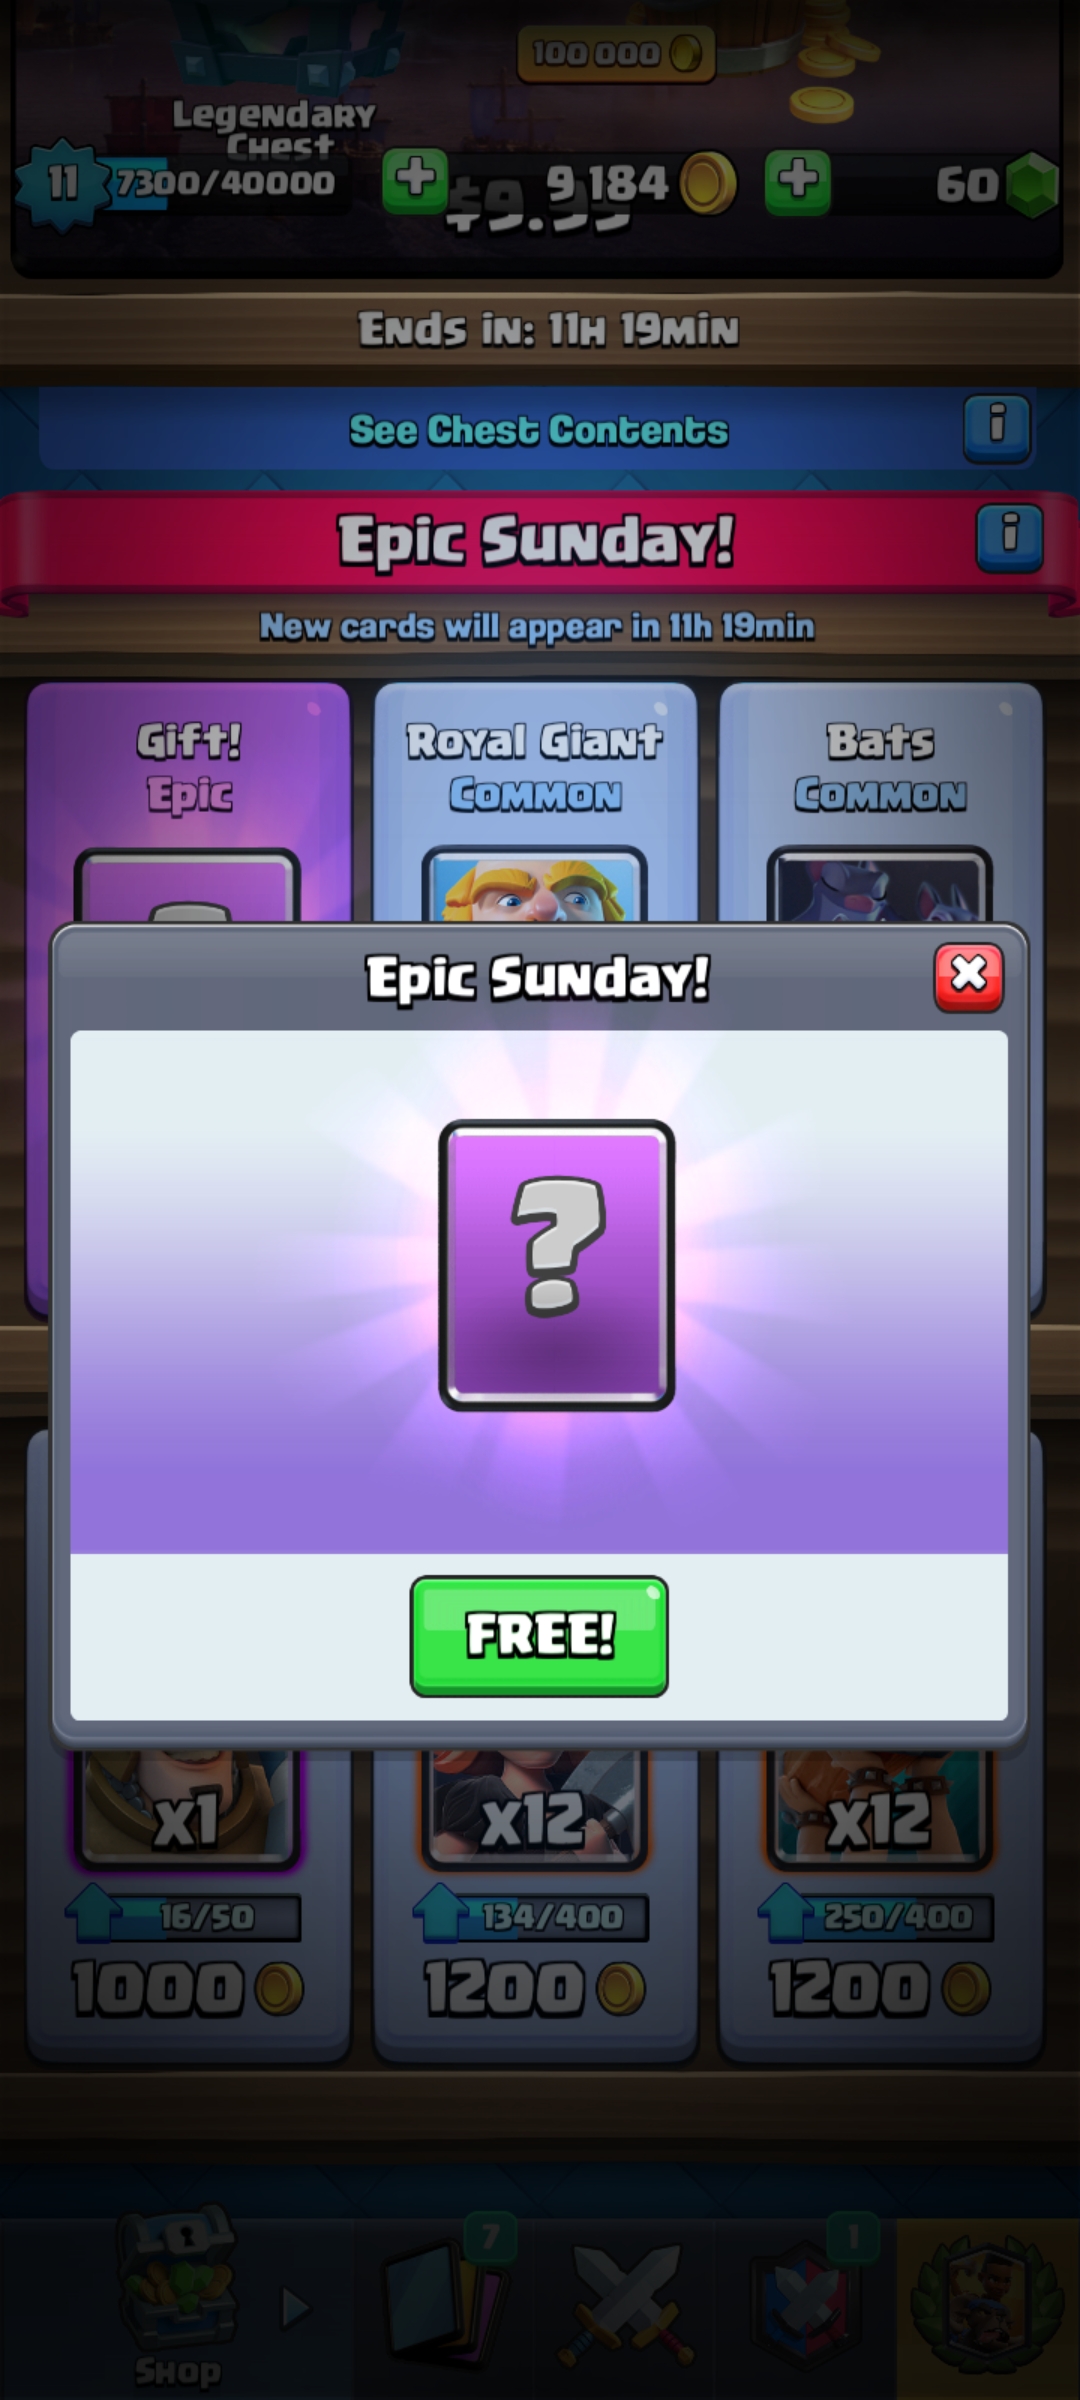 100 000
Legendary
Chest
11
7300/40000
9 184
60
$9.99
Ends in: 11h 19min
See Chest Contents
i
Epic Sunday!
i
New cards will appear in 11h 19min
Gift!
Epic
Royal Giant
Common
Bats
Common
Epic Sunday!
?
FREE!
x1
x12
x12
16/50
134/400
250/400
1000
1200
1200
7
1
Shop